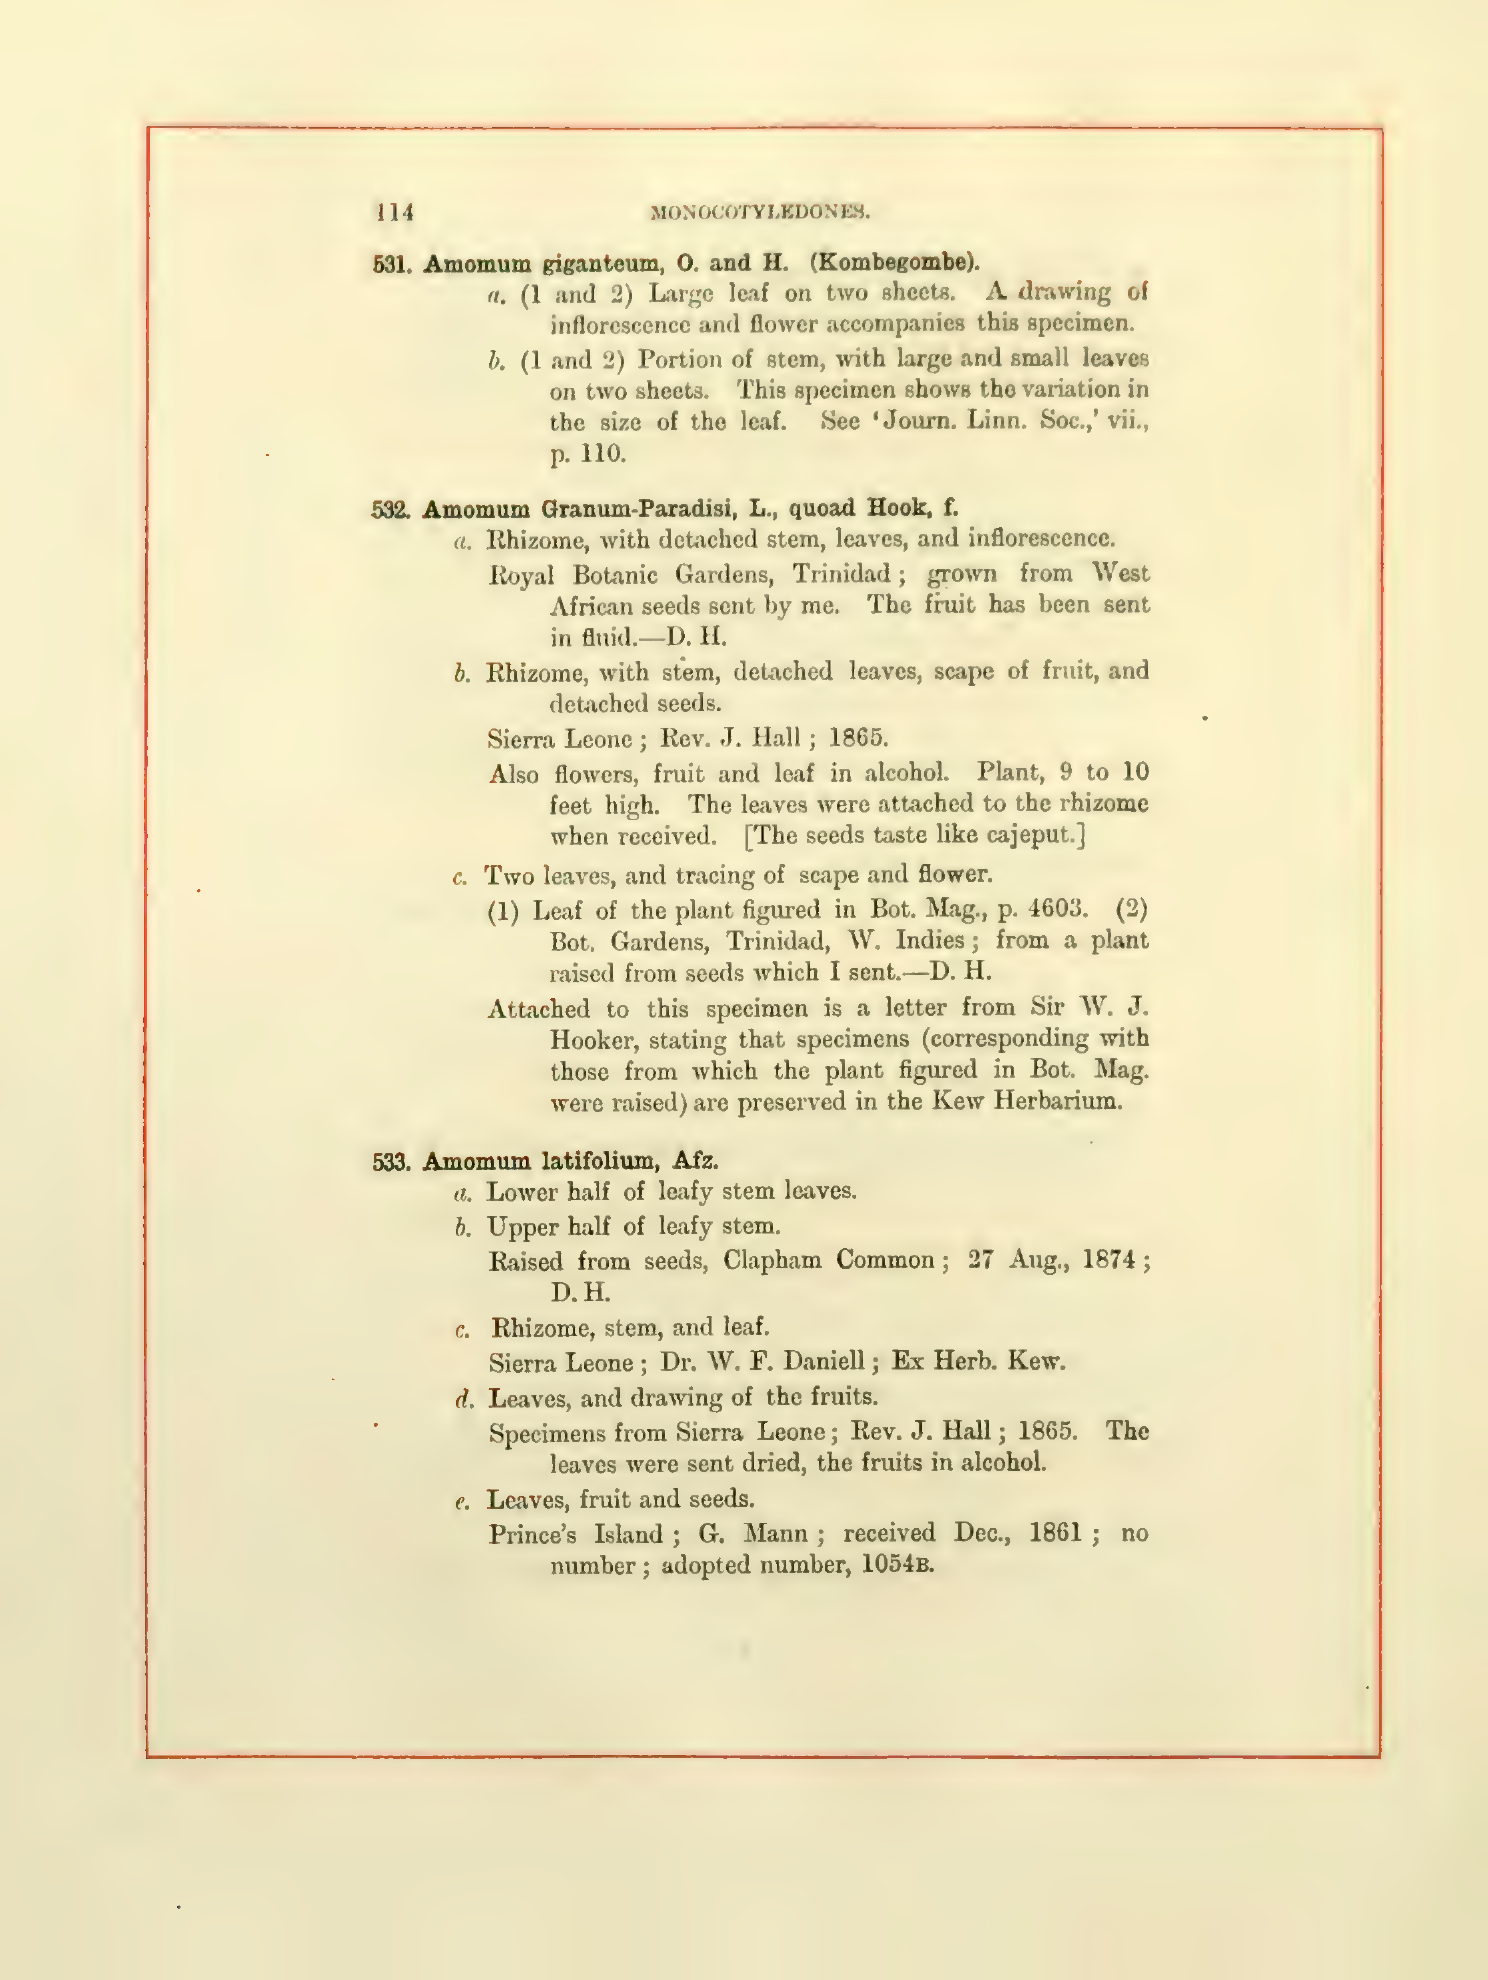 114 MONOCOTYLEDONES.
531. Amomum giganteum, O. and H. (Kombegombe).
a. (1 and 2) Large leaf on two sheets. A drawing of
inflorescence and flower accompanies this specimen.
b. (1 and 2) Portion of stem, with large and small leaves
on two sheets. This specimen shows the variation in
the size of the leaf. See ‘Journ. Linn. Soc.,’ vii.,
p. 110.
532. Amomum Granum-Paradisi, L., quoad Hook, f.
a. Rhizome, with detached stem, leaves, and inflorescence.
Royal Botanic Gardens, Trinidad ; grown from West
African seeds sent by me. The fruit has been sent
in fluid.—D. H.
b. Rhizome, with stem, detached leaves, scape of fruit, and
detached seeds.
Sierra Leone ; Rev. J. Hall ; 1865.
Also flowers, fruit and leaf in alcohol. Plant, 9 to 10
feet high. The leaves were attached to the rhizome
when received. [The seeds taste like cajeput.]
c. Two leaves, and tracing of scape and flower.
(1) Leaf of the plant figured in Bot. Mag., p. 4603. (2)
Bot. Gardens, Trinidad, W. Indies ; from a plant
raised from seeds which I sent.—D. H.
Attached to this specimen is a letter from Sir W. J.
Hooker, stating that specimens (corresponding with
those from which the plant figured in Bot. Mag.
were raised) are preserved in the Kew Herbarium.
533. Amomum latifolium, Afz.
a. Lower half of leafy stem leaves.
b. Upper half of leafy stem.
Raised from seeds, Clapham Common ; 27 Aug., 1874 ;
D. H.
c. Rhizome, stem, and leaf.
Sierra Leone ; Dr. W. F. Daniell ; Ex Herb. Kew.
d. Leaves, and drawing of the fruits.
Specimens from Sierra Leone ; Rev. J. Hall ; 1865. The
leaves were sent dried, the fruits in alcohol.
e. Leaves, fruit and seeds.
Prince’s Island ; G. Mann ; received Dec., 1861 ; no
number ; adopted number, 1054B.